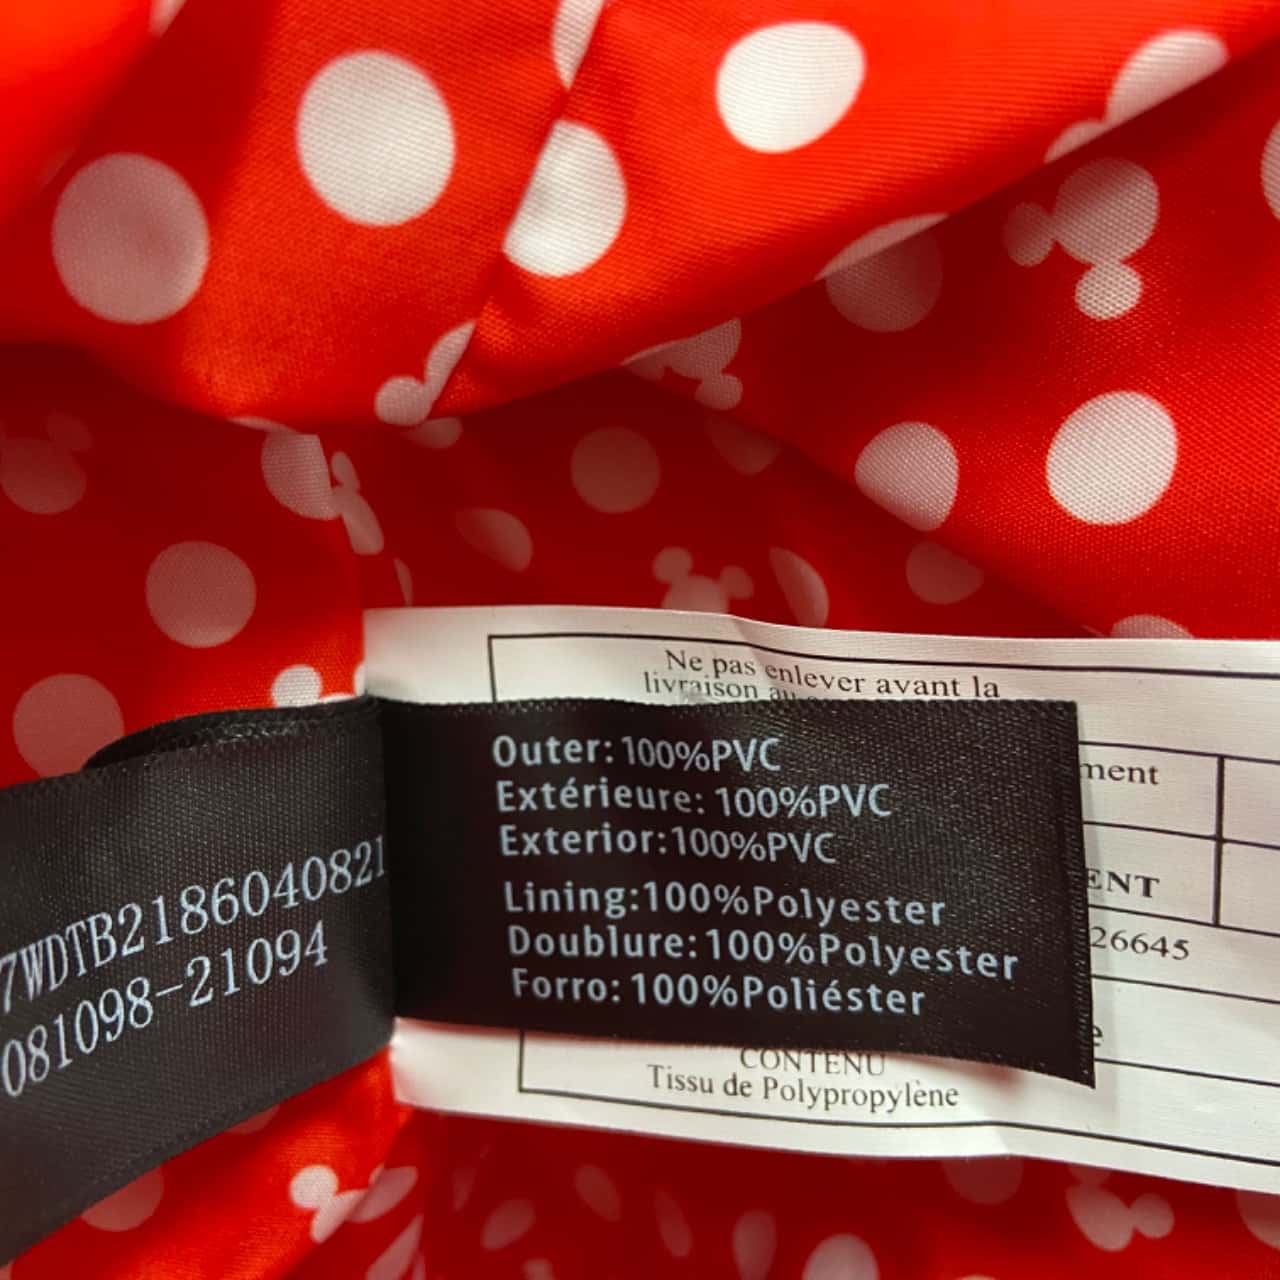 Ne pas enlever avant la
livraison au
ment
ENT
26645
Outer: 100%PVC
Extérieure: 100%PVC
Exterior:100%PVC
Lining:100%Polyester
Doublure: 100%Polyester
Forro: 100%Poliéster
7WDTB2186040821
081098-21094
CONTENU
Tissu de Polypropylène